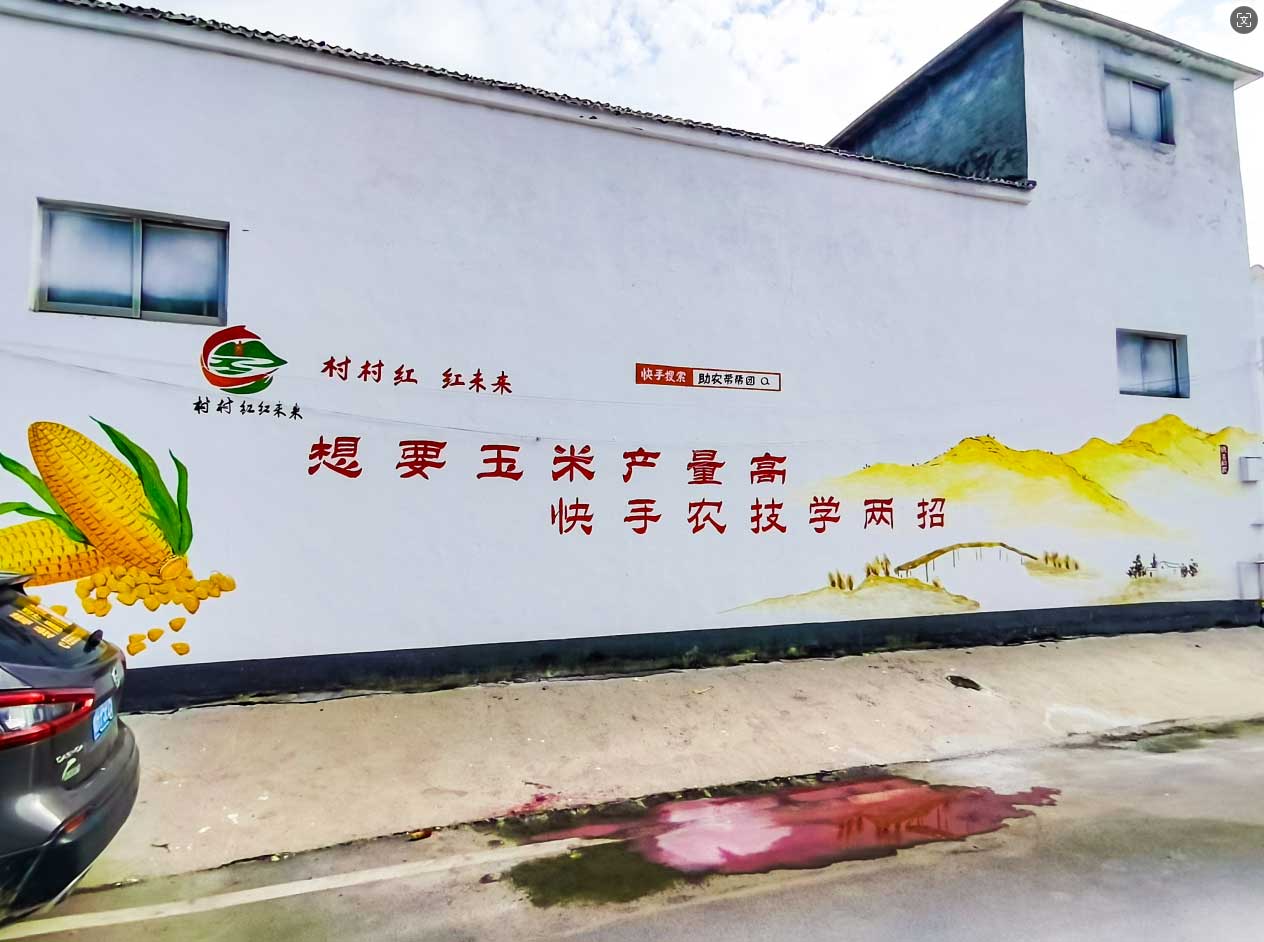 村村红 红未来
快手搜索 助农帮帮团
村村红红未来
想要玉米产量高
快手农技学两招